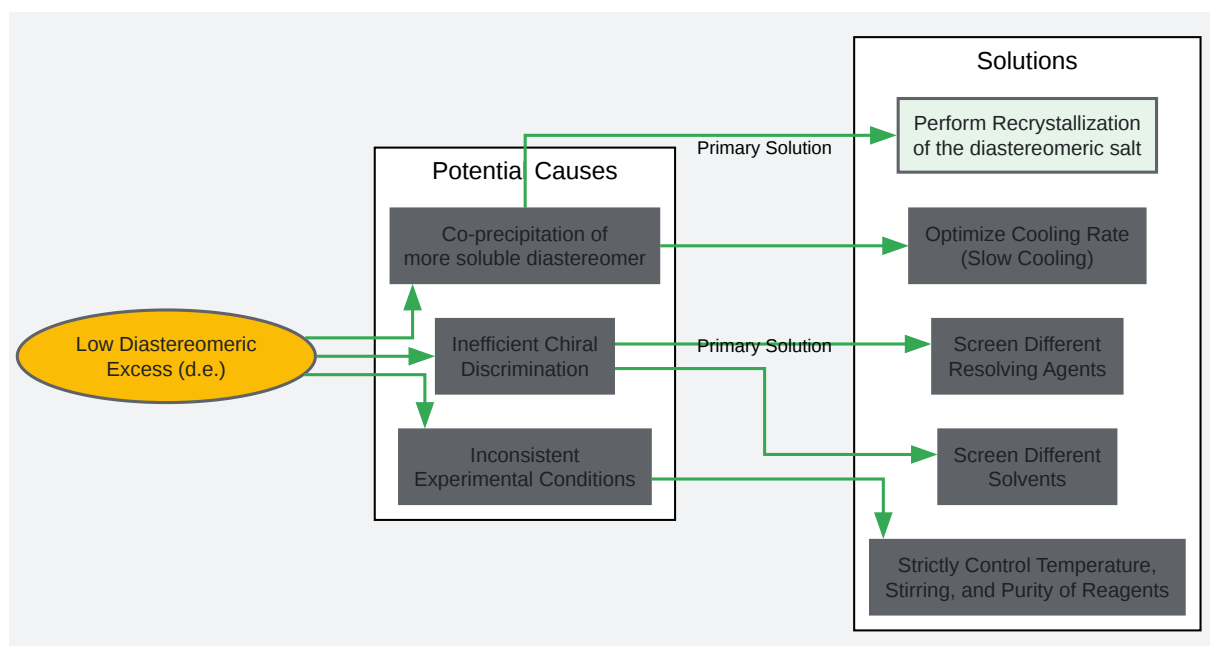 Low Diastereomeric
Excess (d.e.)
Potential Causes
Co-precipitation of
more soluble diastereomer
Inefficient Chiral
Discrimination
Inconsistent
Experimental Conditions
Primary Solution
Primary Solution
Solutions
Perform Recrystallization
of the diastereomeric salt
Optimize Cooling Rate
(Slow Cooling)
Screen Different
Resolving Agents
Screen Different
Solvents
Strictly Control Temperature,
Stirring, and Purity of Reagents